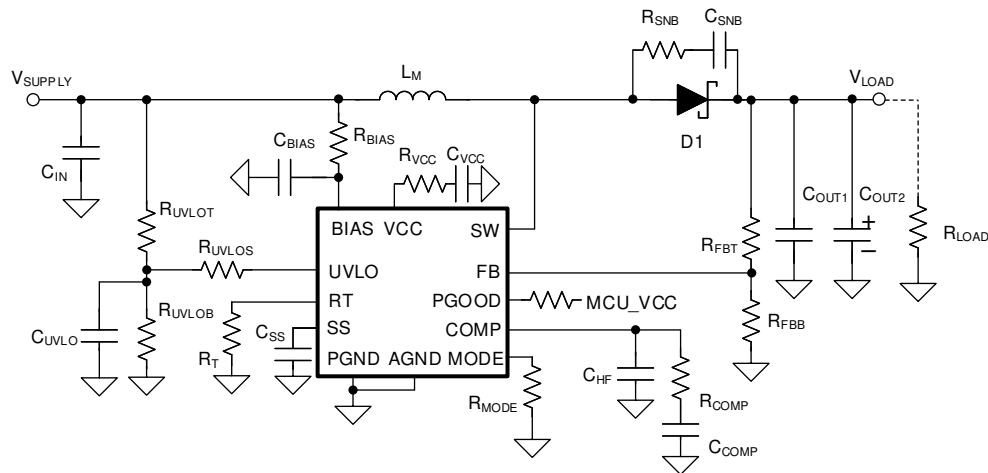 RSNB
CSNB
VSUPPLY
LM
VLOAD
D1
CBIAS
RBIAS
RVCC
CVCC
CIN
RUVLOT
RUVLOS
BIAS VCC
SW
COUT1
COUT2
+
–
RLOAD
RFBT
UVLO
FB
RT
PGOOD
MCU_VCC
RUVLOB
CUVLO
RT
CSS
SS
COMP
RFBB
PGND AGND MODE
CHF
RCOMP
RMODE
CCOMP